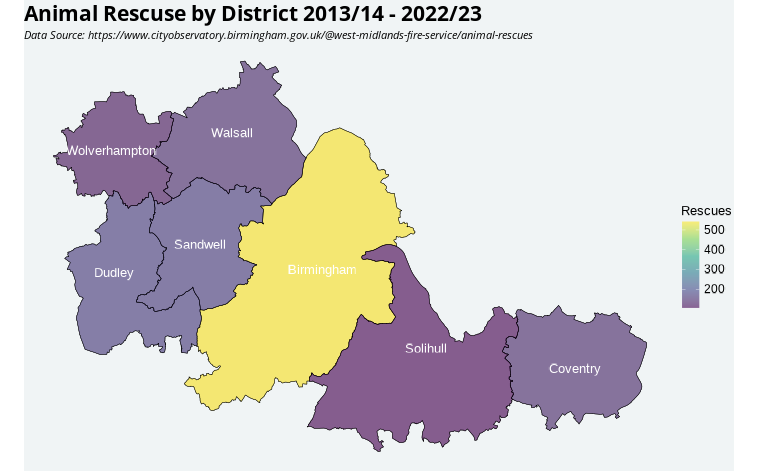 Animal Rescuse by District 2013/14 - 2022/23
Data Source: https://www.cityobservatory.birmingham.gov.uk/@west-midlands-fire-service/animal-rescues
Walsall
Wolverhampton
Sandwell
Dudley
Birmingham
Solihull
Coventry
Rescues
500
400
300
200